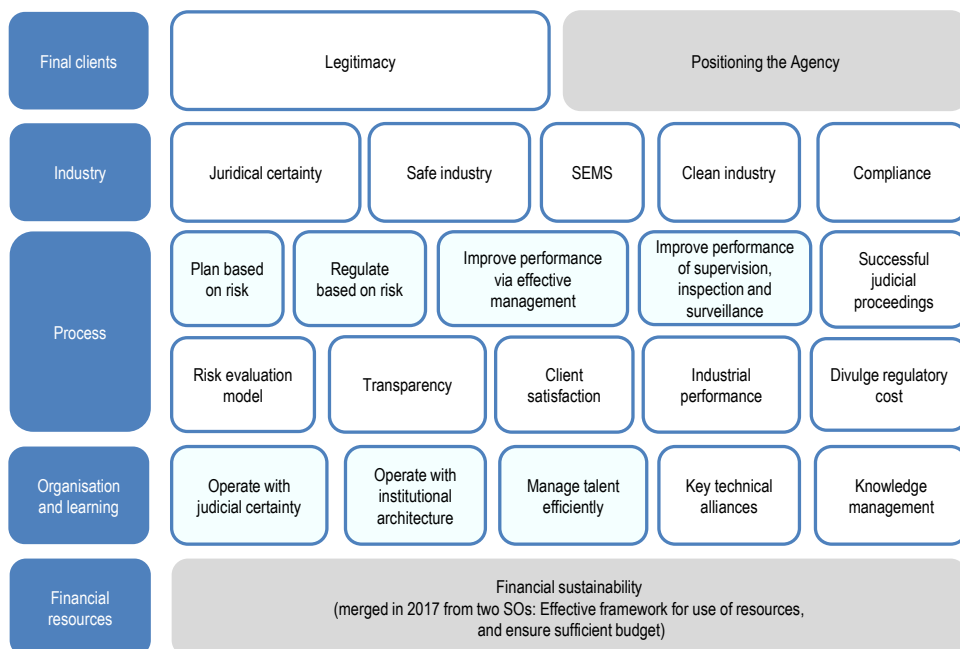 Final clients
Legitimacy
Positioning the Agency
Industry
Juridical certainty
Safe industry
SEMS
Clean industry
Compliance
Process
Plan based
on risk
Regulate
based on risk
Improve performance
via effective
management
Improve performance
of supervision,
inspection and
surveillance
Successful
judicial
proceedings
Risk evaluation
model
Transparency
Client
satisfaction
Industrial
performance
Divulge regulatory
cost
Organisation
and learning
Operate with
judicial certainty
Operate with
institutional
architecture
Manage talent
efficiently
Key technical
alliances
Knowledge
management
Financial
resources
Financial sustainability
(merged in 2017 from two SOs: Effective framework for use of resources,
and ensure sufficient budget)